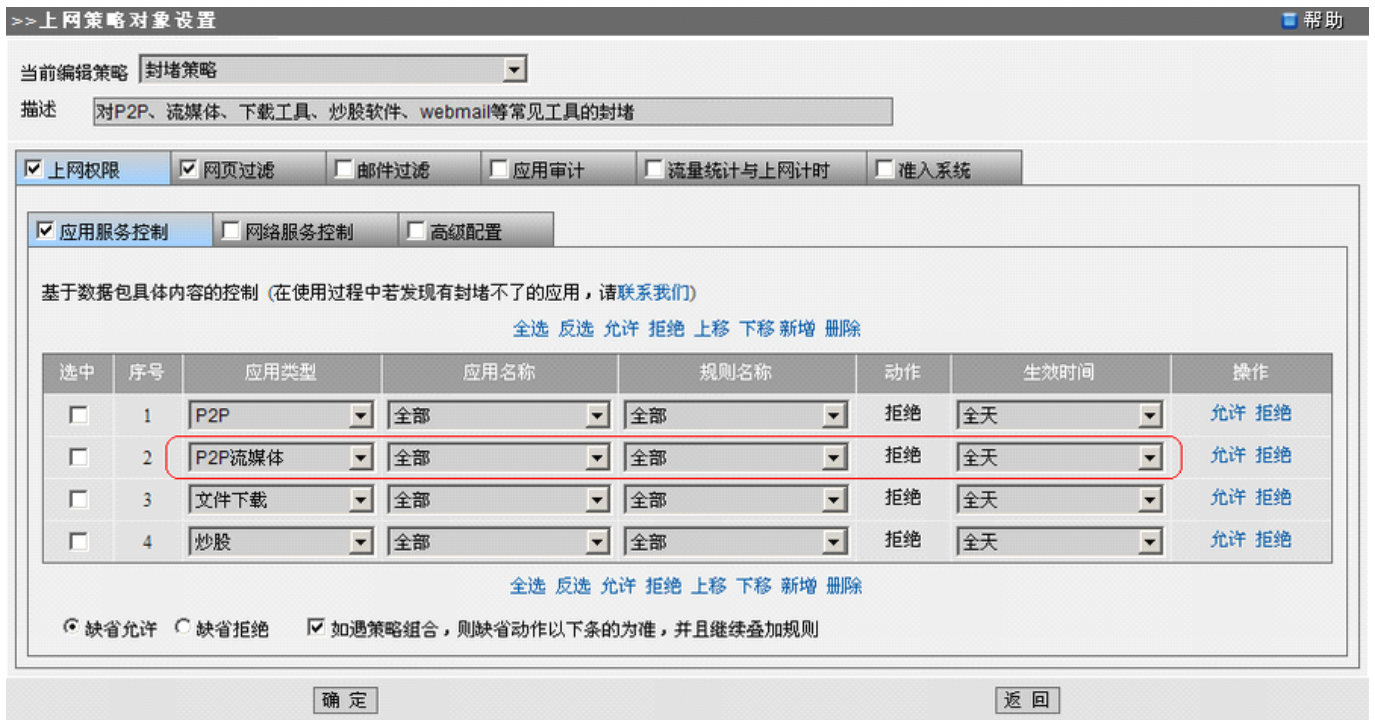 >>上网策略对象设置 帮助
当前编辑策略 封堵策略
描述 对P2P、流媒体、下载工具、炒股软件、webmail等常见工具的封堵
上网权限 网页过滤 邮件过滤 应用审计 流量统计与上网计时 准入系统
应用服务控制 网络服务控制 高级配置
基于数据包具体内容的控制 (在使用过程中若发现有封堵不了的应用，请联系我们)
全选 反选 允许 拒绝 上移 下移 新增 删除
选中 序号 应用类型 应用名称 规则名称 动作 生效时间 操作
1 P2P 全部 全部 拒绝 全天 允许 拒绝
2 P2P流媒体 全部 全部 拒绝 全天 允许 拒绝
3 文件下载 全部 全部 拒绝 全天 允许 拒绝
4 炒股 全部 全部 拒绝 全天 允许 拒绝
全选 反选 允许 拒绝 上移 下移 新增 删除
缺省允许 缺省拒绝 如遇策略组合，则缺省动作以下条的为准，并且继续叠加规则
确 定 返 回